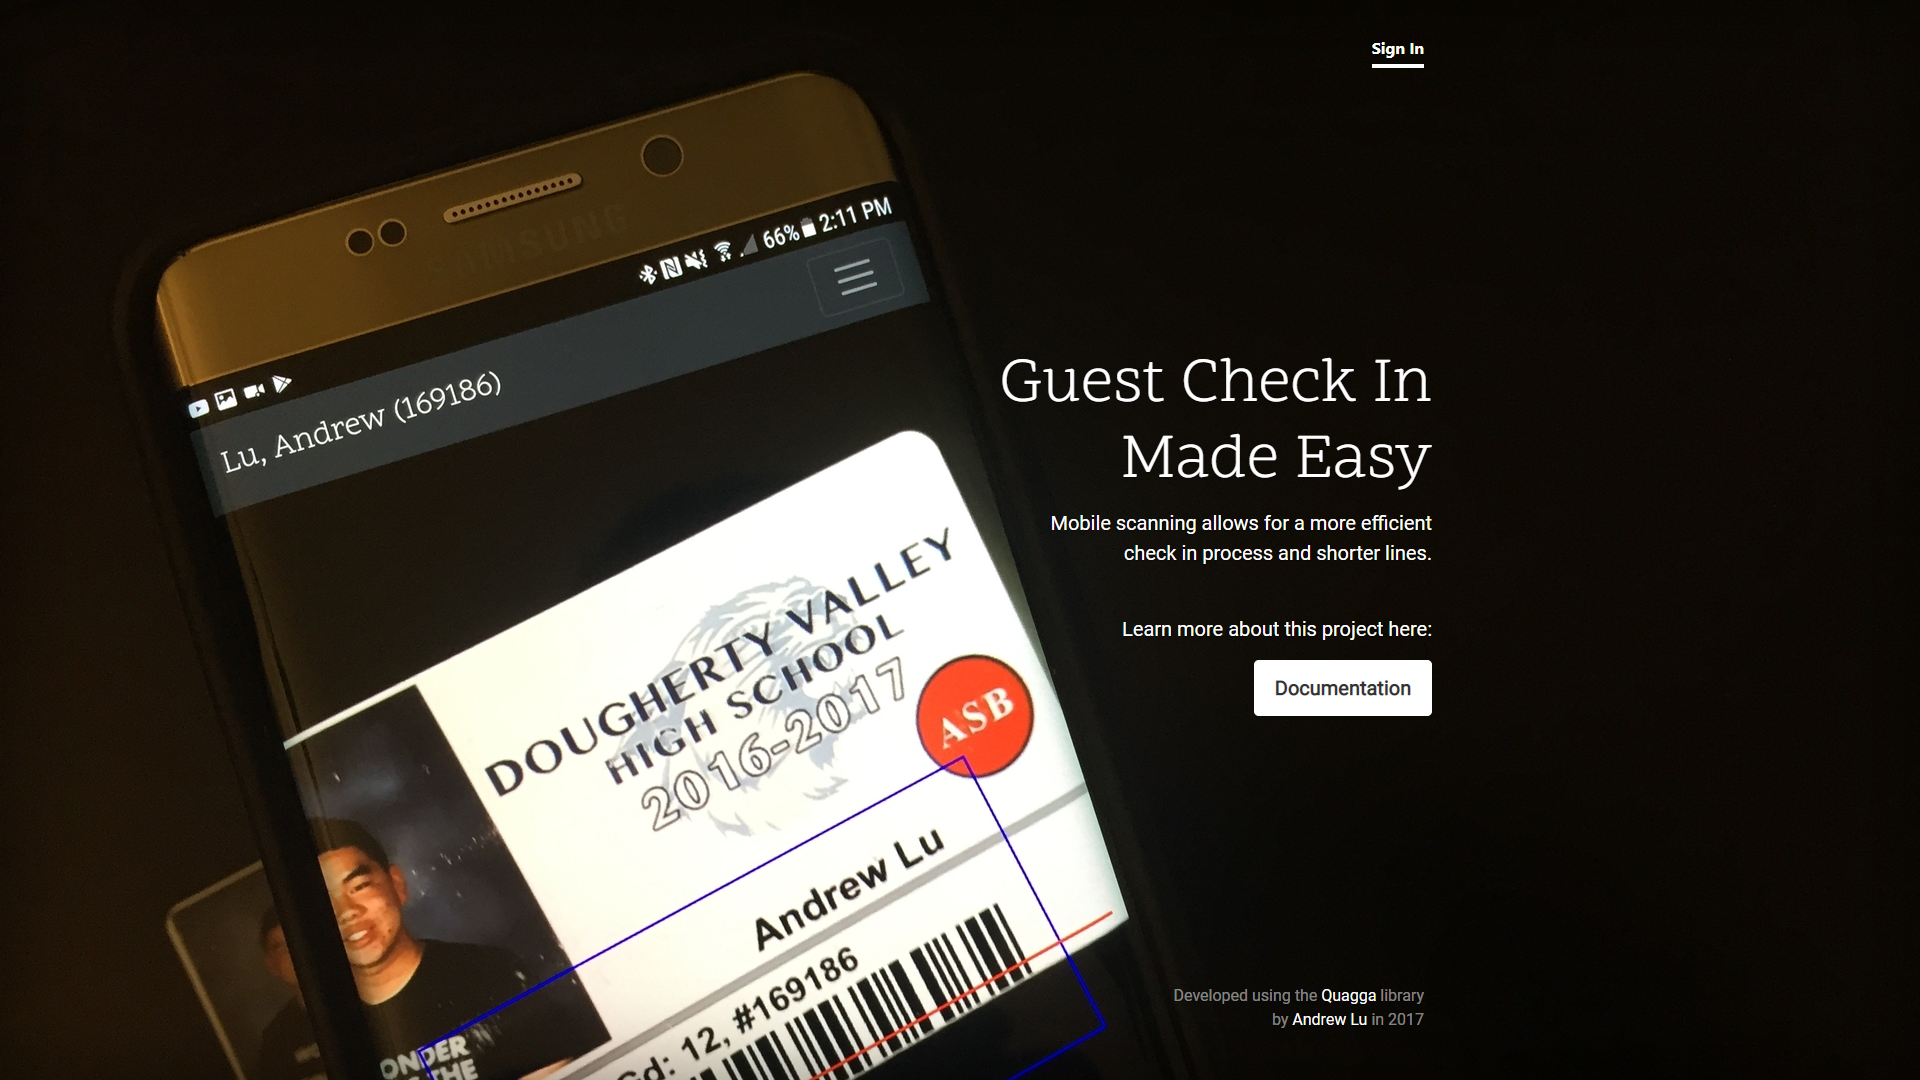 Sign In
SAMSUNG
66% 2:11 PM
Lu, Andrew (169186)
DOUGHERTY VALLEY
HIGH SCHOOL
2016-2017
ASB
Andrew Lu
Gd: 12, #169186
Guest Check In
Made Easy
Mobile scanning allows for a more efficient
check in process and shorter lines.
Learn more about this project here:
Documentation
Developed using the Quagga library
by Andrew Lu in 2017